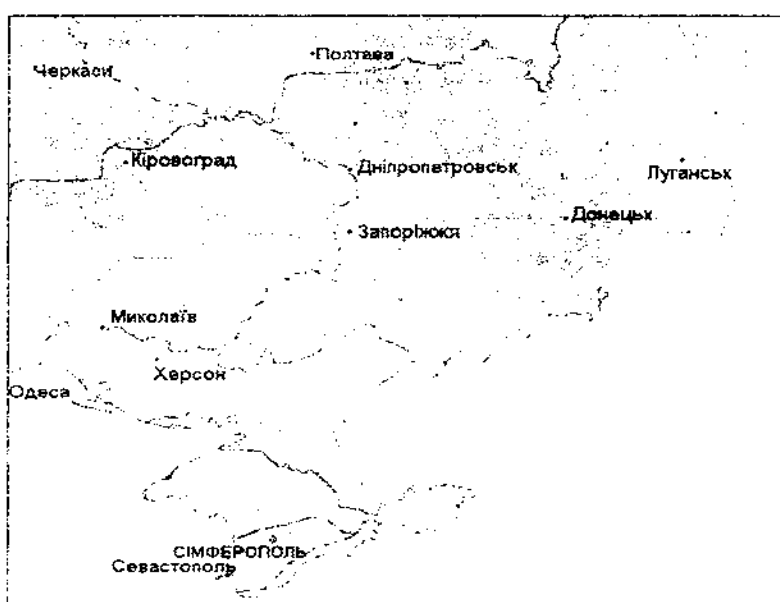 Полтава
Черкаси
Кіровоград
Дніпропетровськ
Луганськ
Донецьк
Запоріжжя
Миколаїв
Херсон
Одеса
СІМФЕРОПОЛЬ
Севастополь